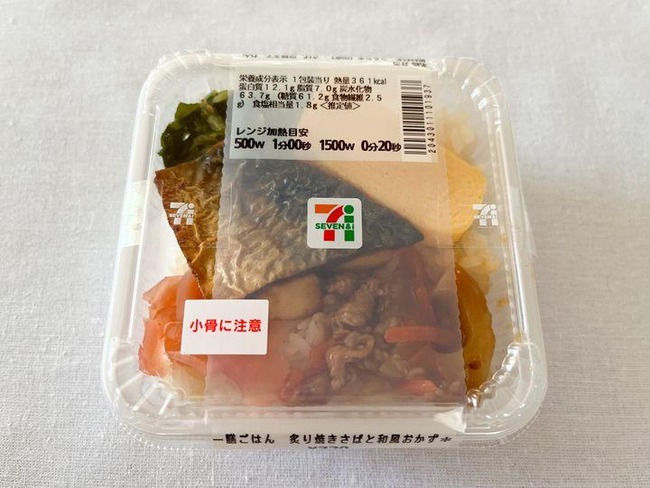 栄養成分表示 1包装当り 熱量361kcal
蛋白質12.1g 脂質7.0g 炭水化物
63.7g (糖質61.2g 食物繊維2.5
g) 食塩相当量1.8g <推定値>
レンジ加熱目安
500W 1分00秒 1500W 0分20秒
2043011101937
7i
SEVEN&i
SEVEN&i
SEVEN&i
小骨に注意
一膳ごはん 炙り焼きさばと和風おかず